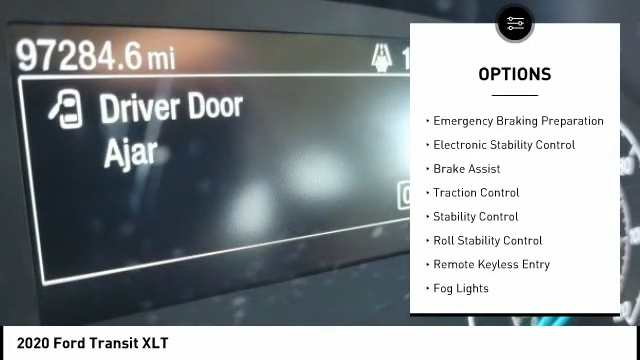 97284.6 mi
Driver Door
Ajar
OPTIONS
‣ Emergency Braking Preparation
‣ Electronic Stability Control
‣ Brake Assist
‣ Traction Control
‣ Stability Control
‣ Roll Stability Control
‣ Remote Keyless Entry
‣ Fog Lights
2020 Ford Transit XLT